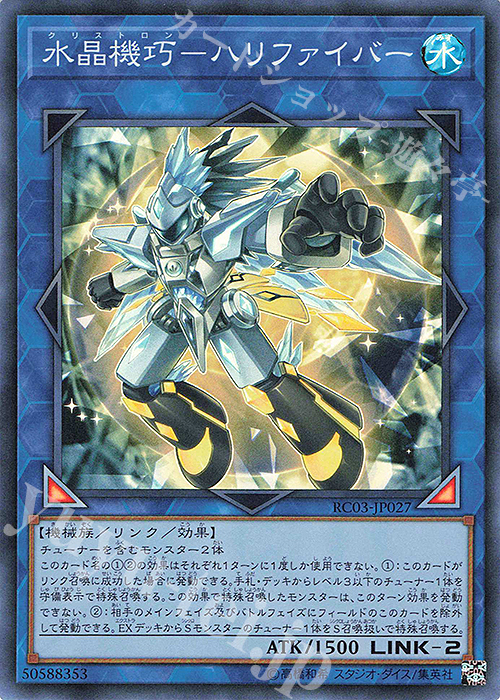 クリストロン
水晶機巧－ハリファイバー
水
RC03-JP027
【機械族／リンク／効果】
チューナーを含むモンスター2体
このカード名の①②の効果はそれぞれ1ターンに1度しか使用できない。①：このカードが
リンク召喚に成功した場合に発動できる。手札・デッキからレベル3以下のチューナー1体を
守備表示で特殊召喚する。この効果で特殊召喚したモンスターは、このターン効果を発動
できない。②：相手のメインフェイズ及びバトルフェイズにフィールドのこのカードを除外
して発動できる。EXデッキからSモンスターのチューナー1体をS召喚扱いで特殊召喚する。
ATK/1500 LINK-2
50588353
©高橋和希 スタジオ・ダイス/集英社
カードショップ-遊々亭